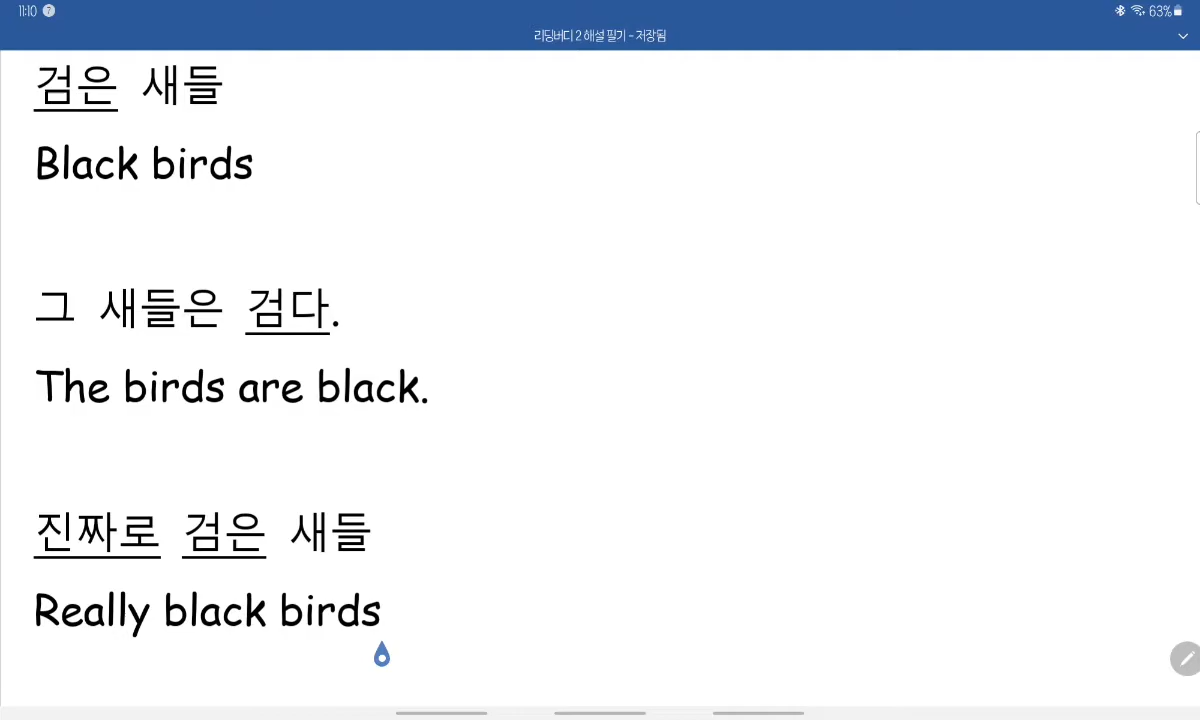 11:10 7 63%
리딩버디 2 해설 필기 - 저장됨
검은 새들
Black birds
그 새들은 검다.
The birds are black.
진짜로 검은 새들
Really black birds